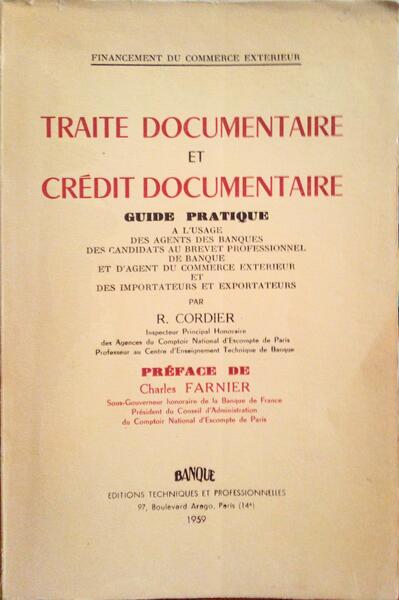 FINANCEMENT DU COMMERCE EXTERIEUR
TRAITE DOCUMENTAIRE
ET
CRÉDIT DOCUMENTAIRE
GUIDE PRATIQUE
A L'USAGE
DES AGENTS DES BANQUES
DES CANDIDATS AU BREVET PROFESSIONNEL
DE BANQUE
ET D'AGENT DU COMMERCE EXTERIEUR
ET
DES IMPORTATEURS ET EXPORTATEURS
PAR
R. CORDIER
Inspecteur Principal Honoraire
des Agences du Comptoir National d'Escompte de Paris
Professeur au Centre d'Enseignement Technique de Banque
PRÉFACE DE
Charles FARNIER
Sous-Gouverneur honoraire de la Banque de France
Président du Conseil d'Administration
du Comptoir National d'Escompte de Paris
BANQUE
EDITIONS TECHNIQUES ET PROFESSIONNELLES
97, Boulevard Arago, Paris (14e)
1959